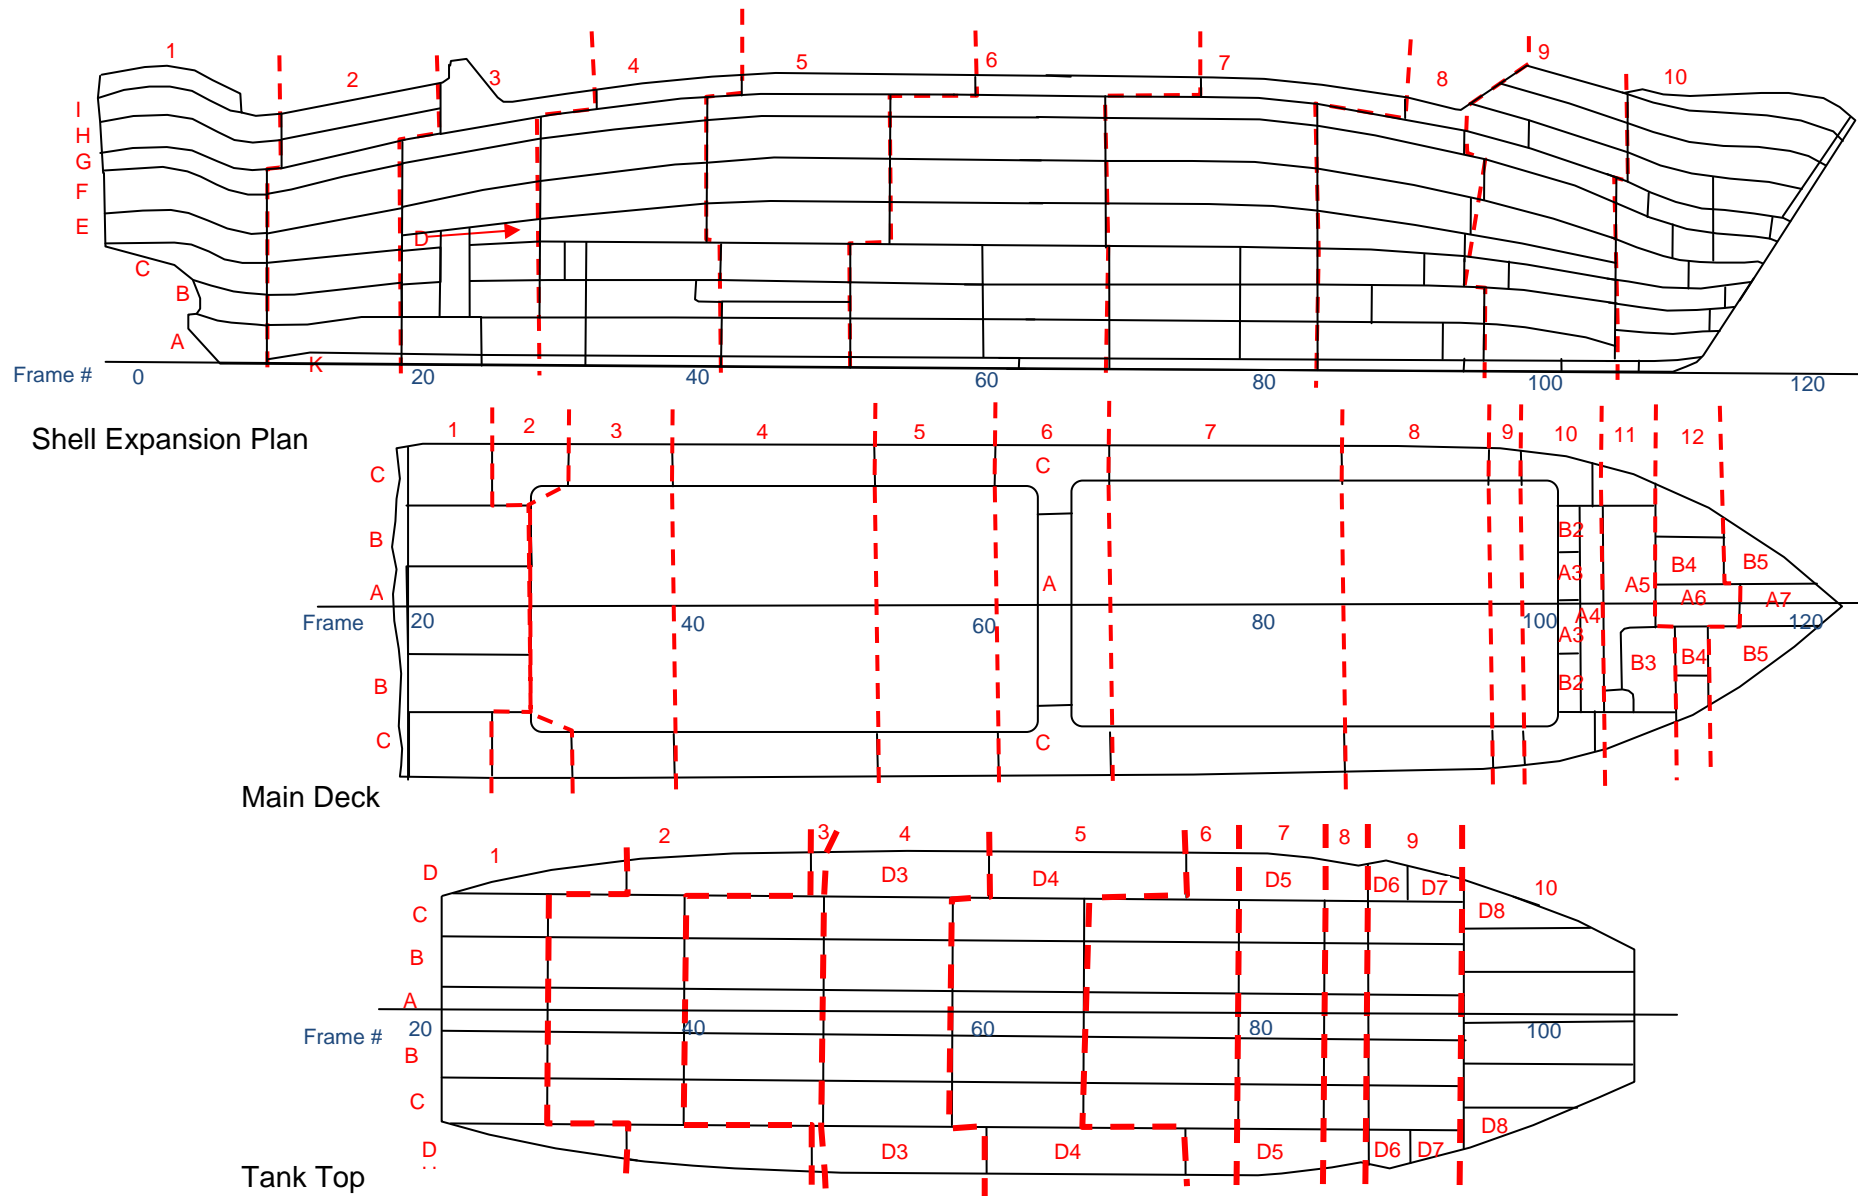 1 2 3 4 5 6 7 8 9 10
I
H
G
F
E
D
C
B
A
K
Frame # 0 20 40 60 80 100 120
Shell Expansion Plan
1 2 3 4 5 6 7 8 9 10 11 12
C C
B B2 B4 B5
A A A3 A5 A6 A7
Frame 20 40 60 80 100 A4 120
A3
B B2 B3 B4 B5
C C
Main Deck
1 2 3 4 5 6 7 8 9 10
D D3 D4 D5 D6 D7
C D8
B
A
Frame # 20 40 60 80 100
B
C
D D3 D4 D5 D6 D7 D8
Tank Top